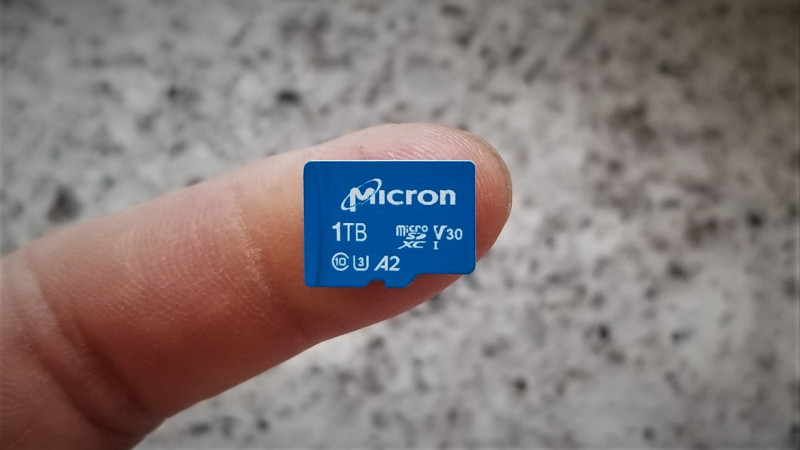 Micron
1TB micro SD XC I V30
10 U3 A2